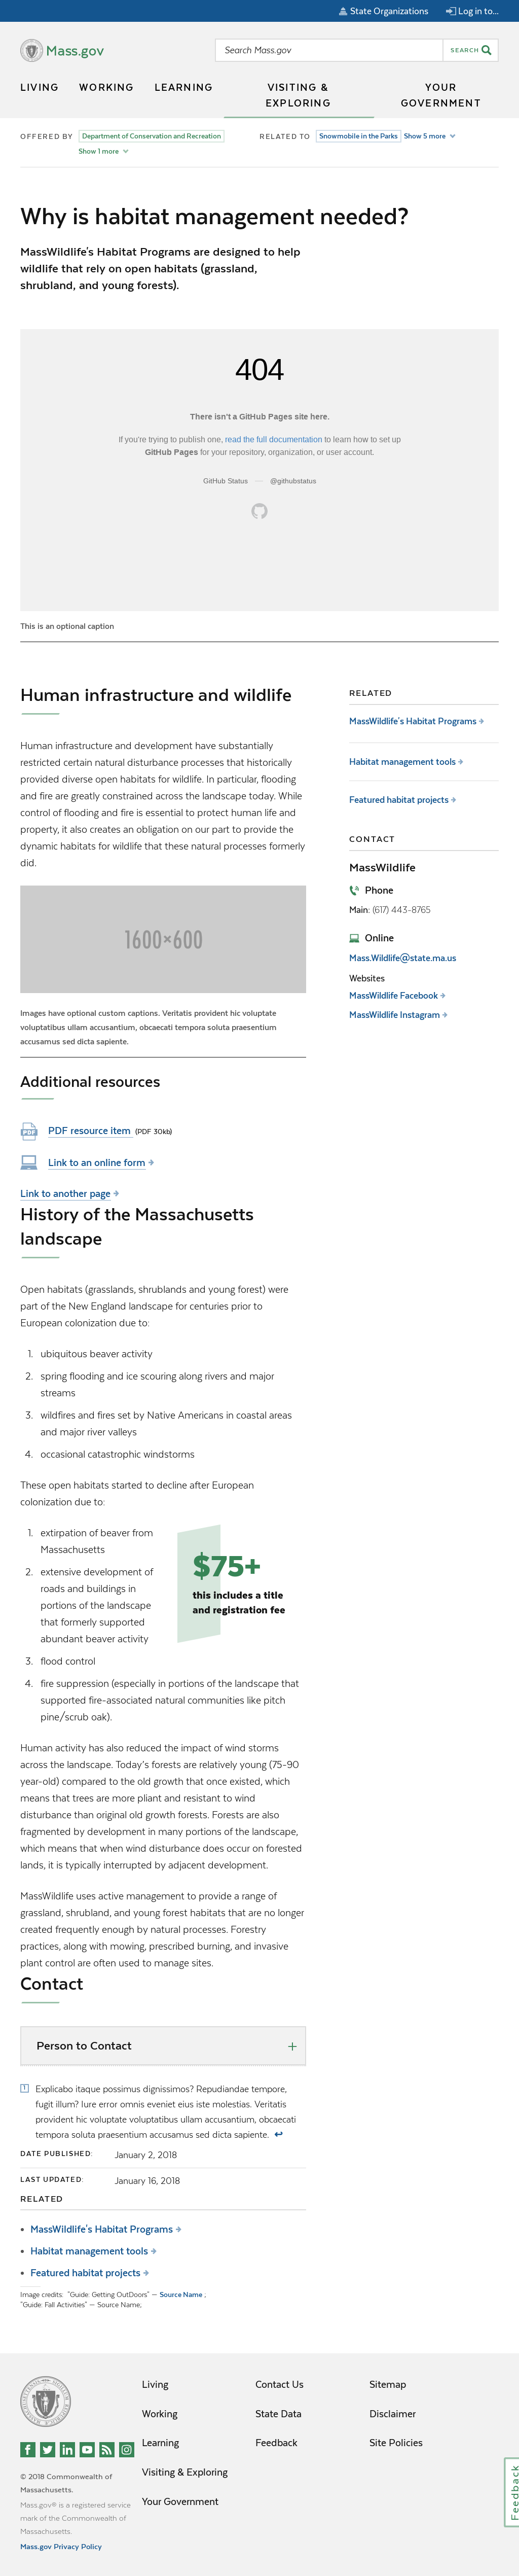 State Organizations
Log in to...
Mass.gov
Search Mass.gov
SEARCH
LIVING
WORKING
LEARNING
VISITING &
EXPLORING
YOUR
GOVERNMENT
OFFERED BY
Department of Conservation and Recreation
Show 1 more
RELATED TO
Snowmobile in the Parks
Show 5 more
Why is habitat management needed?
MassWildlife's Habitat Programs are designed to help
wildlife that rely on open habitats (grassland,
shrubland, and young forests).
404
There isn't a GitHub Pages site here.
If you're trying to publish one, read the full documentation to learn how to set up
GitHub Pages for your repository, organization, or user account.
GitHub Status — @githubstatus
This is an optional caption
Human infrastructure and wildlife
Human infrastructure and development have substantially
restricted certain natural disturbance processes that historically
provided diverse open habitats for wildlife. In particular, flooding
and fire are greatly constrained across the landscape today. While
control of flooding and fire is essential to protect human life and
property, it also creates an obligation on our part to provide the
dynamic habitats for wildlife that these natural processes formerly
did.
1600×600
Images have optional custom captions. Veritatis provident hic voluptate
voluptatibus ullam accusantium, obcaecati tempora soluta praesentium
accusamus sed dicta sapiente.
Additional resources
PDF
PDF resource item (PDF 30kb)
Link to an online form
Link to another page
RELATED
MassWildlife's Habitat Programs
Habitat management tools
Featured habitat projects
CONTACT
MassWildlife
Phone
Main: (617) 443-8765
Online
Mass.Wildlife@state.ma.us
Websites
MassWildlife Facebook
MassWildlife Instagram
History of the Massachusetts
landscape
Open habitats (grasslands, shrublands and young forest) were
part of the New England landscape for centuries prior to
European colonization due to:
1. ubiquitous beaver activity
2. spring flooding and ice scouring along rivers and major
streams
3. wildfires and fires set by Native Americans in coastal areas
and major river valleys
4. occasional catastrophic windstorms
These open habitats started to decline after European
colonization due to:
1. extirpation of beaver from
Massachusetts
2. extensive development of
roads and buildings in
portions of the landscape
that formerly supported
abundant beaver activity
3. flood control
4. fire suppression (especially in portions of the landscape that
supported fire-associated natural communities like pitch
pine/scrub oak).
$75+
this includes a title
and registration fee
Human activity has also reduced the impact of wind storms
across the landscape. Today's forests are relatively young (75-90
year-old) compared to the old growth that once existed, which
means that trees are more pliant and resistant to wind
disturbance than original old growth forests. Forests are also
fragmented by development in many portions of the landscape,
which means that when wind disturbance does occur on forested
lands, it is typically interrupted by adjacent development.
MassWildlife uses active management to provide a range of
grassland, shrubland, and young forest habitats that are no longer
created frequently enough by natural processes. Forestry
practices, along with mowing, prescribed burning, and invasive
plant control are often used to manage sites.
Contact
Person to Contact
1 Explicabo itaque possimus dignissimos? Repudiandae tempore,
fugit illum? Iure error omnis eveniet eius iste molestias. Veritatis
provident hic voluptate voluptatibus ullam accusantium, obcaecati
tempora soluta praesentium accusamus sed dicta sapiente.
DATE PUBLISHED: January 2, 2018
LAST UPDATED: January 16, 2018
RELATED
MassWildlife's Habitat Programs
Habitat management tools
Featured habitat projects
Image credits: "Guide: Getting OutDoors" — Source Name ,
"Guide: Fall Activities" — Source Name;
Living
Working
Learning
Visiting & Exploring
Your Government
Contact Us
State Data
Feedback
Sitemap
Disclaimer
Site Policies
© 2018 Commonwealth of
Massachusetts.
Mass.gov® is a registered service
mark of the Commonwealth of
Massachusetts.
Mass.gov Privacy Policy
Feedback